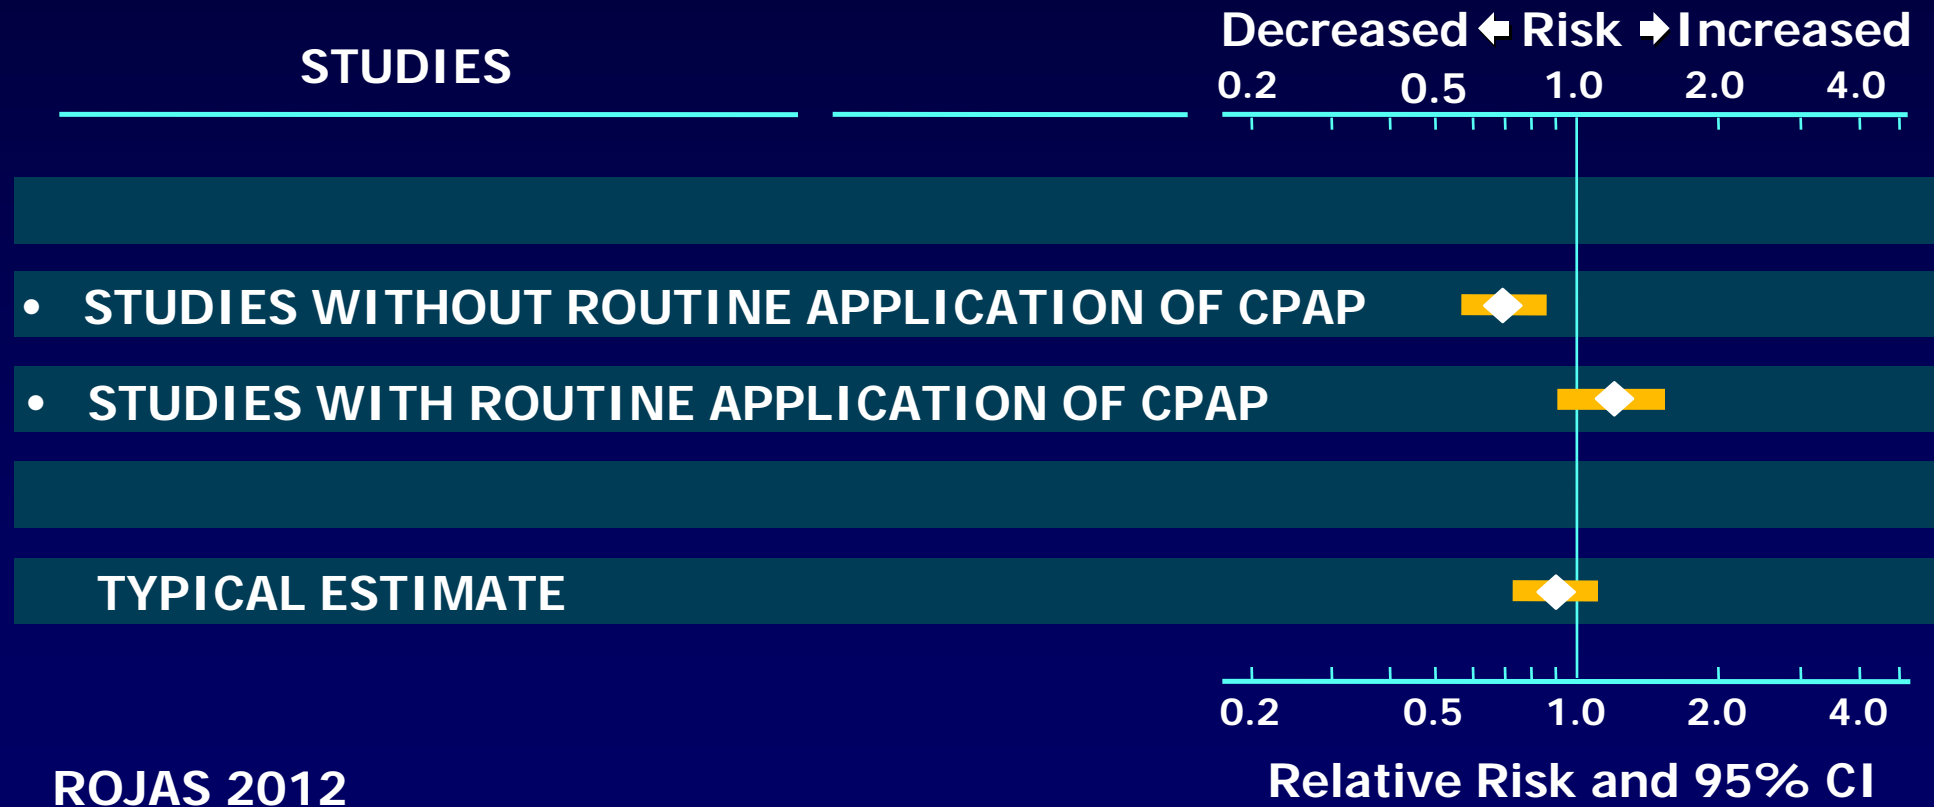 Decreased Risk Increased
STUDIES
0.2 0.5 1.0 2.0 4.0
• STUDIES WITHOUT ROUTINE APPLICATION OF CPAP
• STUDIES WITH ROUTINE APPLICATION OF CPAP
TYPICAL ESTIMATE
0.2 0.5 1.0 2.0 4.0
Relative Risk and 95% CI
ROJAS 2012